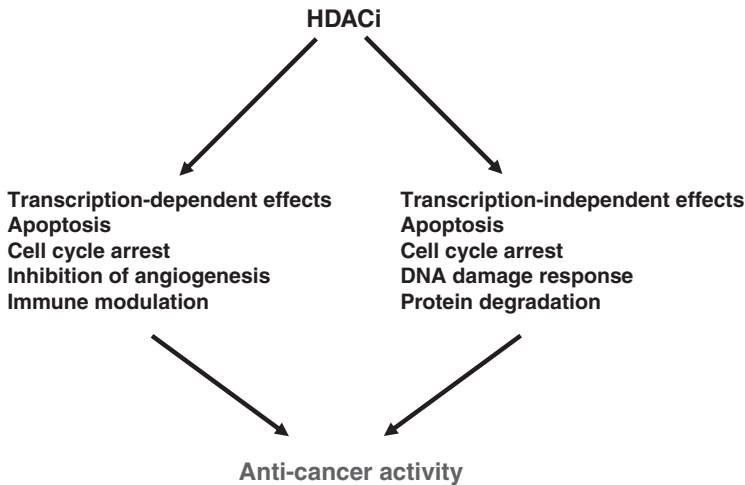 HDACi
Transcription-dependent effects
Apoptosis
Cell cycle arrest
Inhibition of angiogenesis
Immune modulation
Transcription-independent effects
Apoptosis
Cell cycle arrest
DNA damage response
Protein degradation
Anti-cancer activity